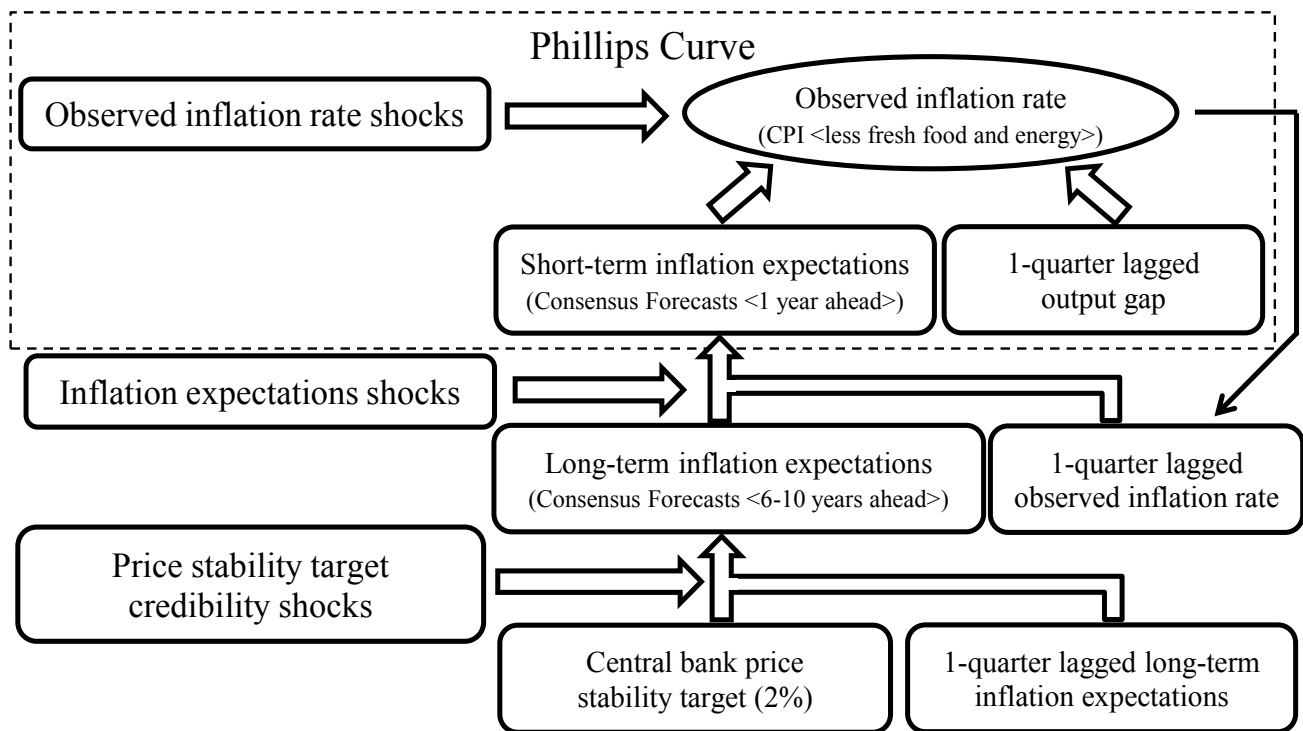 Phillips Curve
Observed inflation rate shocks
Observed inflation rate
(CPI <less fresh food and energy>)
Short-term inflation expectations
(Consensus Forecasts <1 year ahead>)
1-quarter lagged
output gap
Inflation expectations shocks
Long-term inflation expectations
(Consensus Forecasts <6-10 years ahead>)
1-quarter lagged
observed inflation rate
Price stability target
credibility shocks
Central bank price
stability target (2%)
1-quarter lagged long-term
inflation expectations